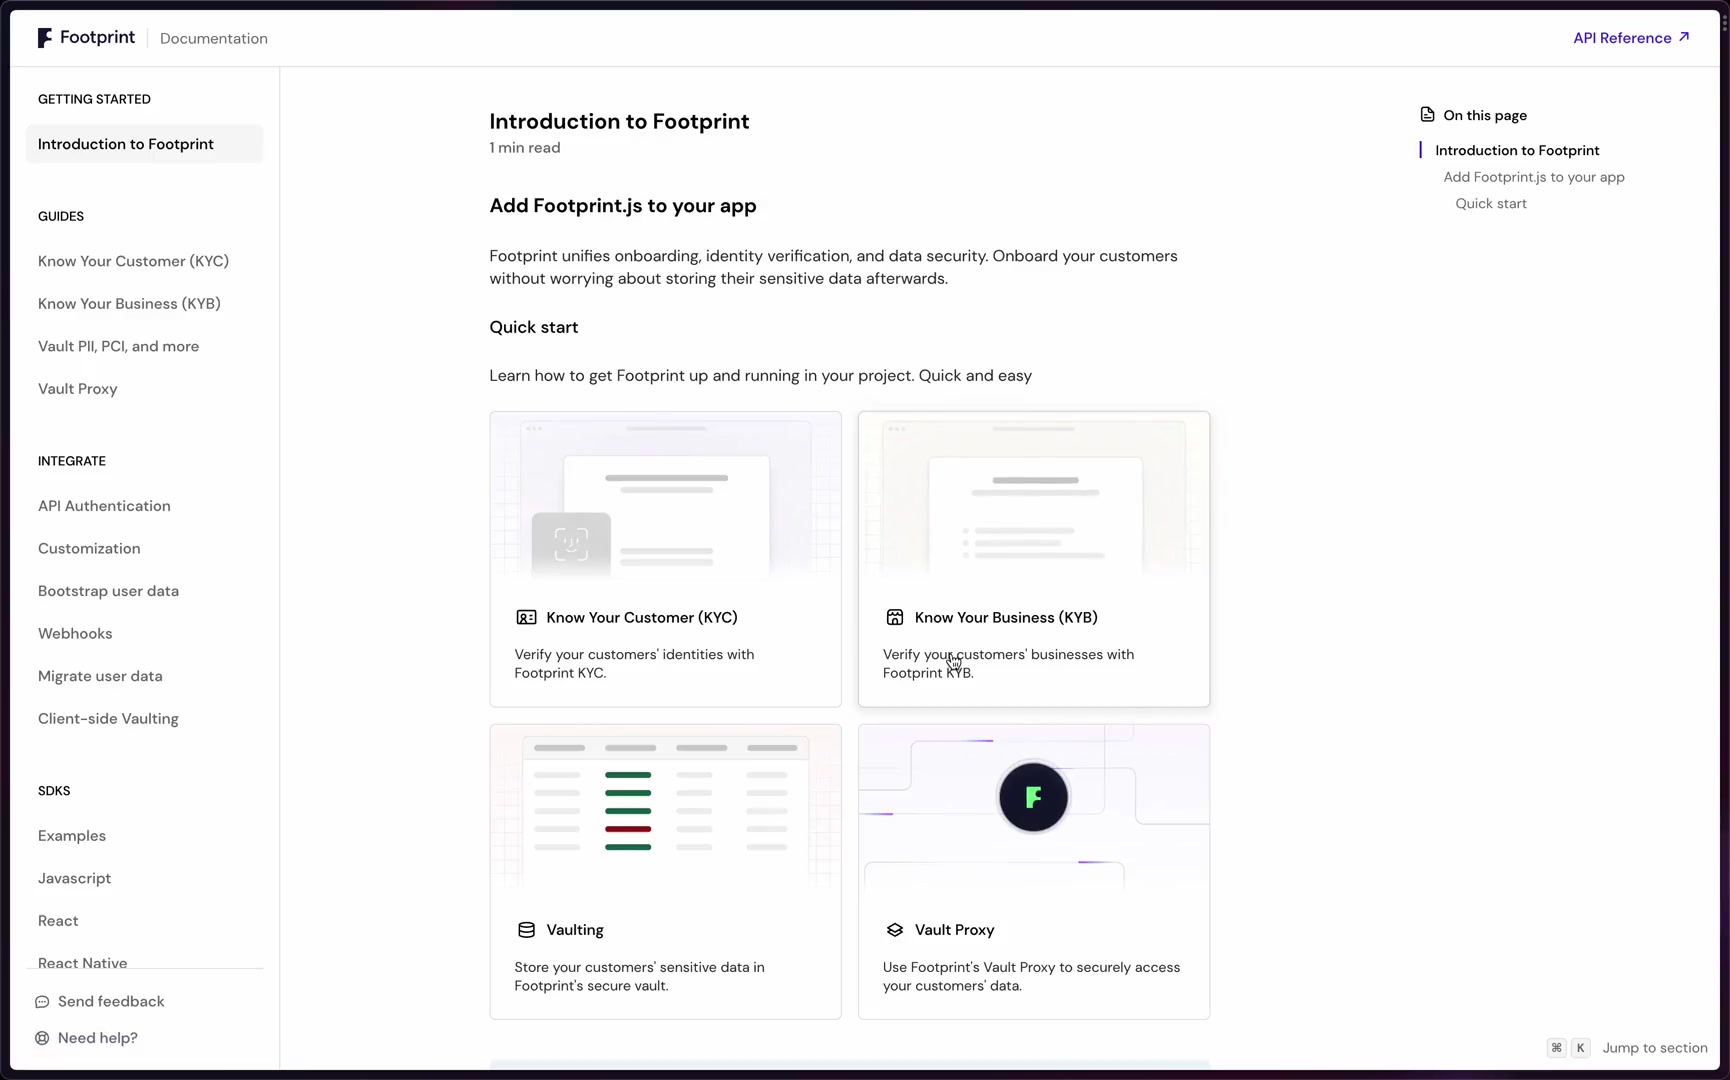 Footprint
Documentation
API Reference
GETTING STARTED
Introduction to Footprint
GUIDES
Know Your Customer (KYC)
Know Your Business (KYB)
Vault PII, PCI, and more
Vault Proxy
INTEGRATE
API Authentication
Customization
Bootstrap user data
Webhooks
Migrate user data
Client-side Vaulting
SDKS
Examples
Javascript
React
React Native
Send feedback
Need help?
Introduction to Footprint
1 min read
Add Footprint.js to your app
Footprint unifies onboarding, identity verification, and data security. Onboard your customers
without worrying about storing their sensitive data afterwards.
Quick start
Learn how to get Footprint up and running in your project. Quick and easy
Know Your Customer (KYC)
Verify your customers' identities with
Footprint KYC.
Know Your Business (KYB)
Verify your customers' businesses with
Footprint KYB.
Vaulting
Store your customers' sensitive data in
Footprint's secure vault.
Vault Proxy
Use Footprint's Vault Proxy to securely access
your customers' data.
On this page
Introduction to Footprint
Add Footprint.js to your app
Quick start
⌘ K Jump to section